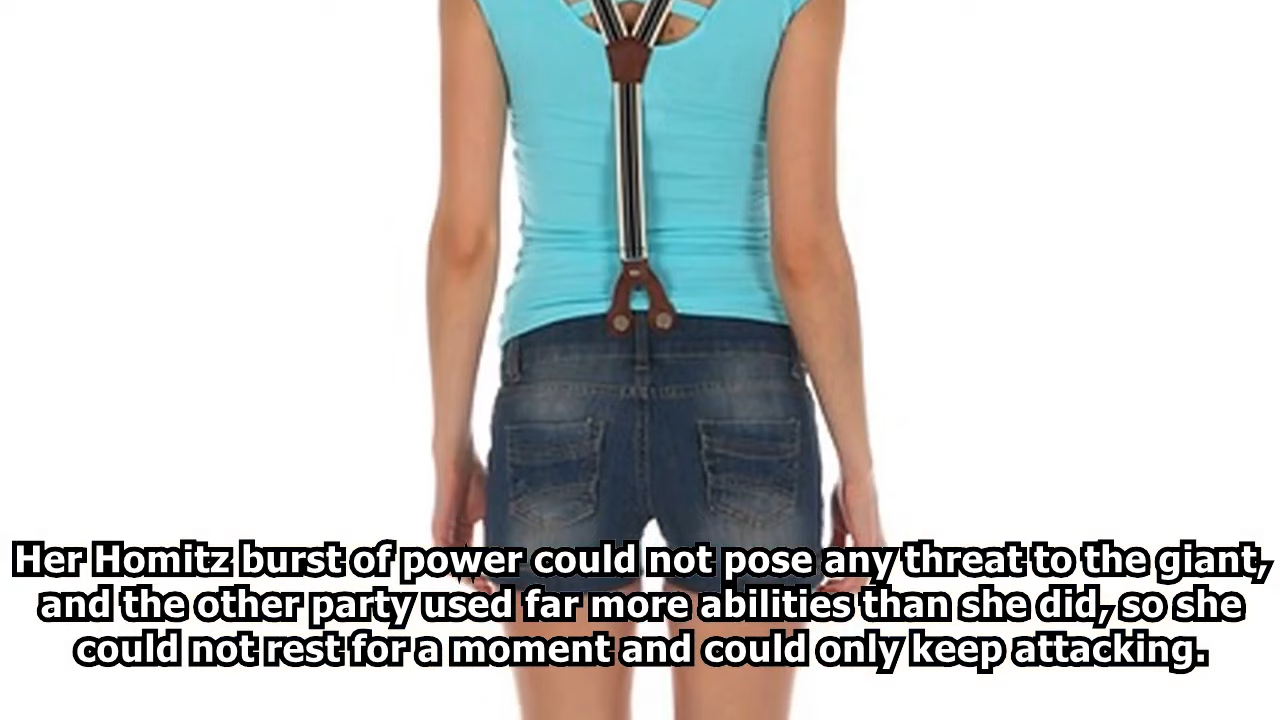 Her Homitz burst of power could not pose any threat to the giant,
and the other party used far more abilities than she did, so she
could not rest for a moment and could only keep attacking.